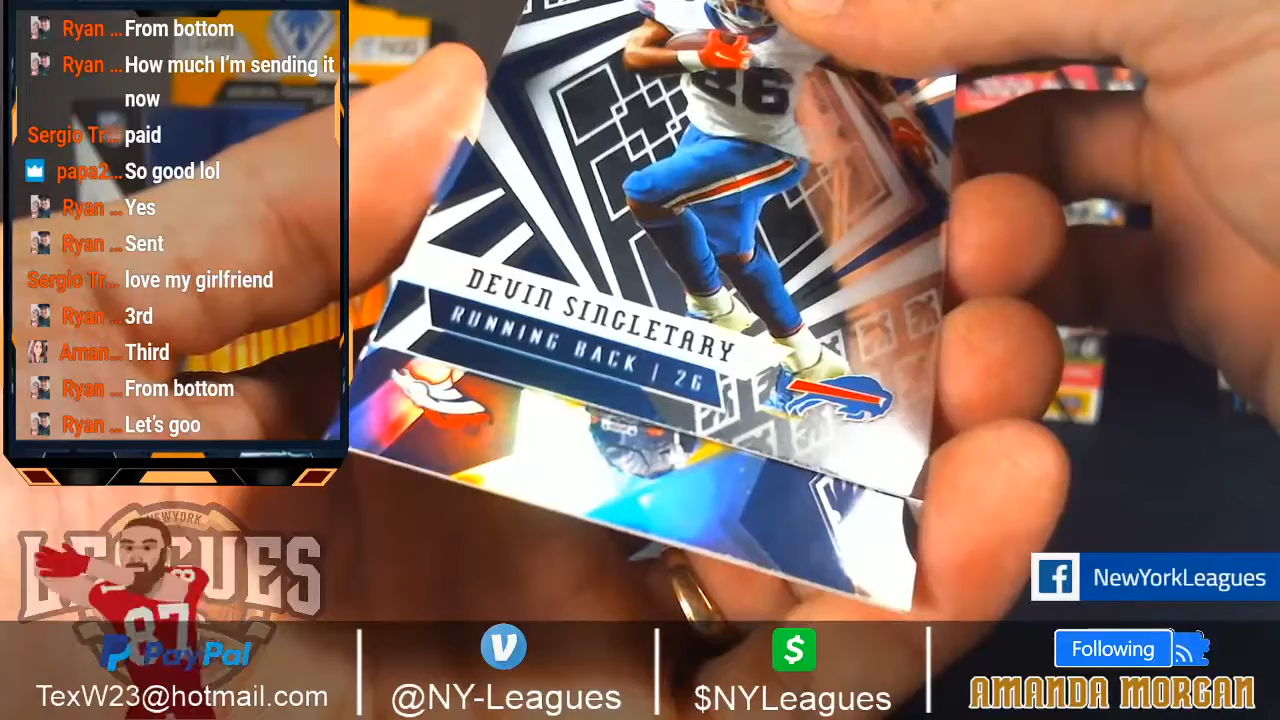 Ryan ... From bottom
Ryan ... How much I'm sending it
now
Sergio Tr... paid
papa2... So good lol
Ryan ... Yes
Ryan ... Sent
Sergio Tr... love my girlfriend
Ryan ... 3rd
Aman... Third
Ryan ... From bottom
Ryan ... Let's goo
26
DEVIN SINGLETARY
RUNNING BACK | 26
NEWYORK
LEAGUES
87
PayPal
TexW23@hotmail.com
@NY-Leagues
$NYLeagues
NewYorkLeagues
Following
AMANDA MORGAN